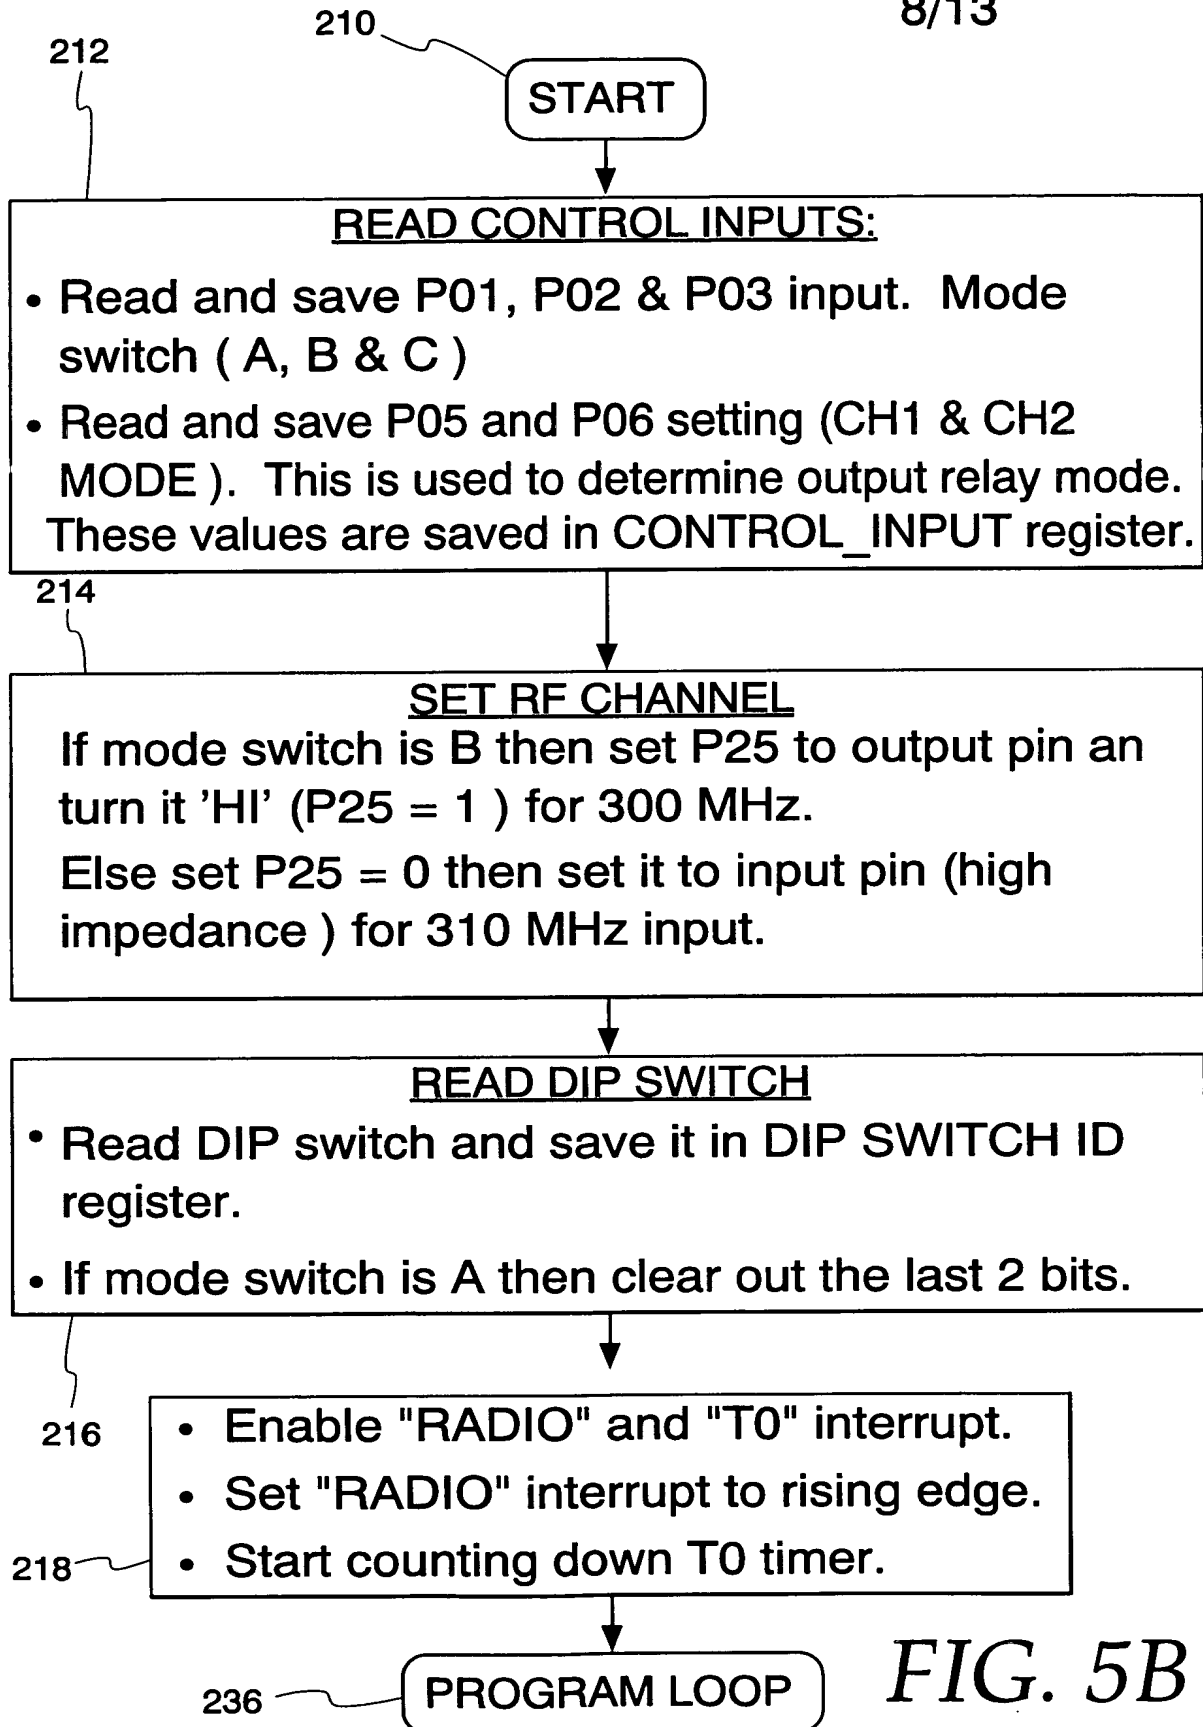 8/13
210
212
START
READ CONTROL INPUTS:
• Read and save P01, P02 & P03 input. Mode
switch ( A, B & C )
• Read and save P05 and P06 setting (CH1 & CH2
MODE ). This is used to determine output relay mode.
These values are saved in CONTROL_INPUT register.
214
SET RF CHANNEL
If mode switch is B then set P25 to output pin an
turn it 'HI' (P25 = 1 ) for 300 MHz.
Else set P25 = 0 then set it to input pin (high
impedance ) for 310 MHz input.
READ DIP SWITCH
• Read DIP switch and save it in DIP SWITCH ID
register.
• If mode switch is A then clear out the last 2 bits.
216
• Enable "RADIO" and "T0" interrupt.
• Set "RADIO" interrupt to rising edge.
• Start counting down T0 timer.
218
236
PROGRAM LOOP
FIG. 5B